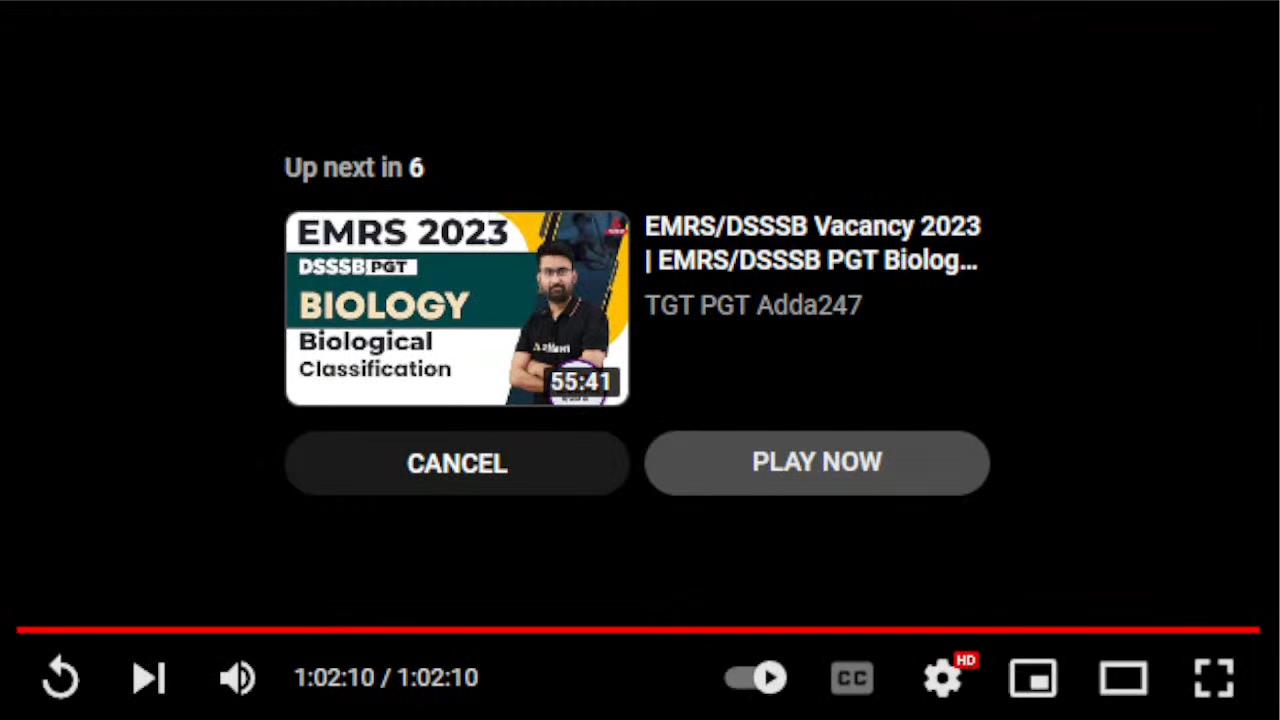 Up next in 6
EMRS 2023
DSSSB PGT
BIOLOGY
Biological
Classification
55:41
EMRS/DSSSB Vacancy 2023
| EMRS/DSSSB PGT Biolog...
TGT PGT Adda247
CANCEL
PLAY NOW
1:02:10 / 1:02:10
CC
HD